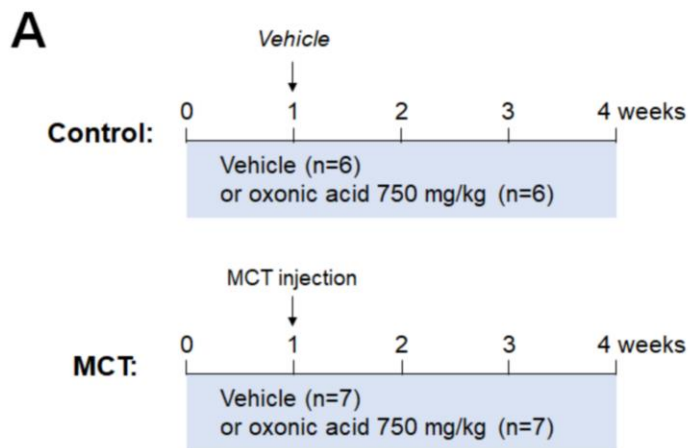 A
Vehicle
0 1 2 3 4 weeks
Control:
Vehicle (n=6)
or oxonic acid 750 mg/kg (n=6)
MCT injection
0 1 2 3 4 weeks
MCT:
Vehicle (n=7)
or oxonic acid 750 mg/kg (n=7)